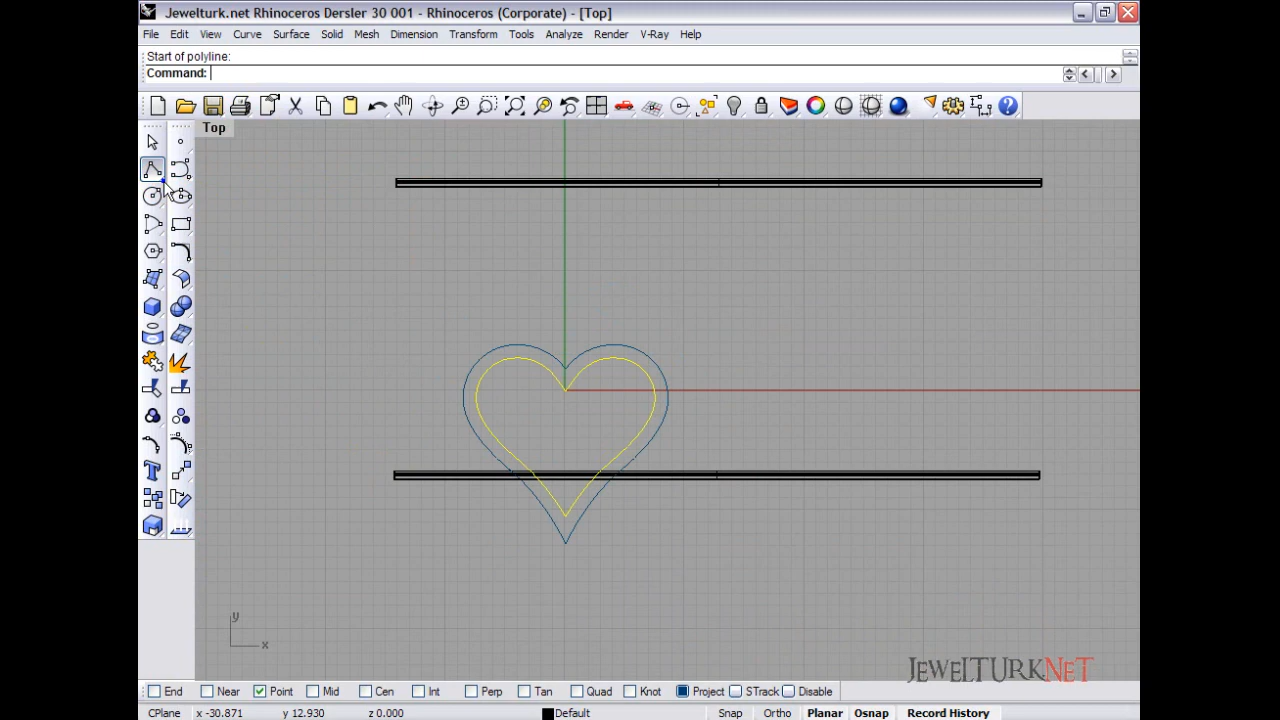 Jewelturk.net Rhinoceros Dersler 30 001 - Rhinoceros (Corporate) - [Top]
File Edit View Curve Surface Solid Mesh Dimension Transform Tools Analyze Render V-Ray Help
Start of polyline:
Command:
Top
y
x
JEWELTURKNET
End Near Point Mid Cen Int Perp Tan Quad Knot Project STrack Disable
CPlane x -30.871 y 12.930 z 0.000 Default Snap Ortho Planar Osnap Record History